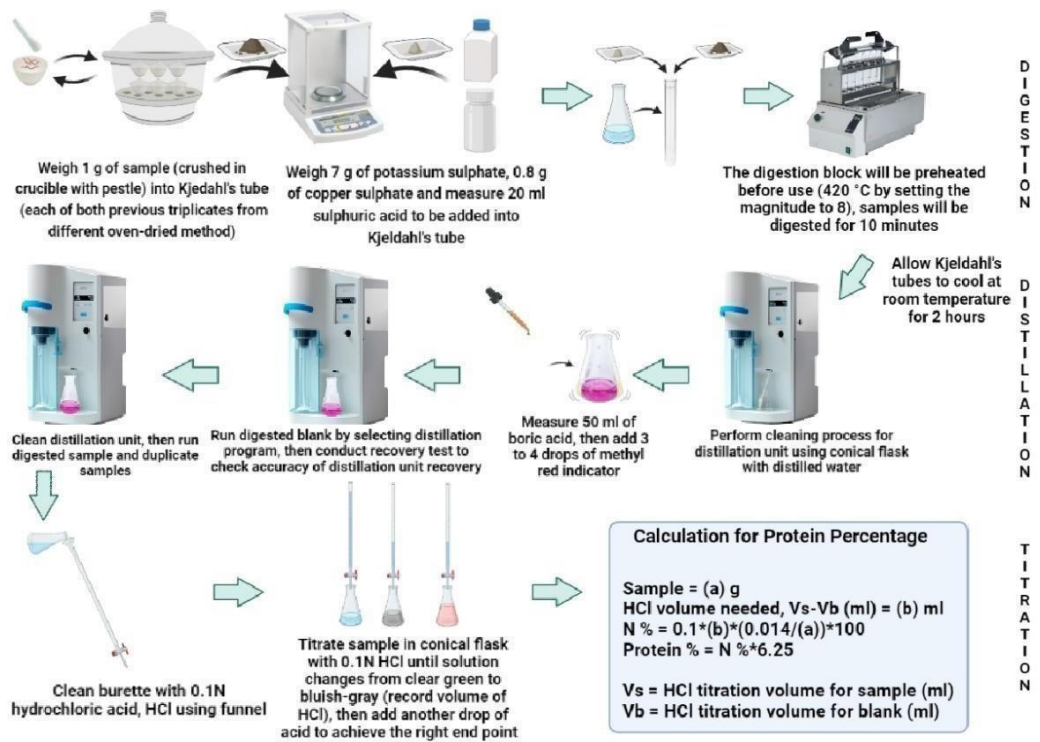 Weigh 1 g of sample (crushed in
crucible with pestle) into Kjedahl's tube
(each of both previous triplicates from
different oven-dried method)
Weigh 7 g of potassium sulphate, 0.8 g
of copper sulphate and measure 20 ml
sulphuric acid to be added into
Kjeldahl's tube
The digestion block will be preheated
before use (420 °C by setting the
magnitude to 8), samples will be
digested for 10 minutes
DIGESTION
Allow Kjeldahl's
tubes to cool at
room temperature
for 2 hours
Perform cleaning process for
distillation unit using conical flask
with distilled water
Measure 50 ml of
boric acid, then add 3
to 4 drops of methyl
red indicator
Run digested blank by selecting distillation
program, then conduct recovery test to
check accuracy of distillation unit recovery
Clean distillation unit, then run
digested sample and duplicate
samples
DISTILLATION
Clean burette with 0.1N
hydrochloric acid, HCl using funnel
Titrate sample in conical flask
with 0.1N HCl until solution
changes from clear green to
bluish-gray (record volume of
HCl), then add another drop of
acid to achieve the right end point
Calculation for Protein Percentage
Sample = (a) g
HCl volume needed, Vs-Vb (ml) = (b) ml
N % = 0.1*(b)*(0.014/(a))*100
Protein % = N %*6.25
Vs = HCl titration volume for sample (ml)
Vb = HCl titration volume for blank (ml)
TITRATION